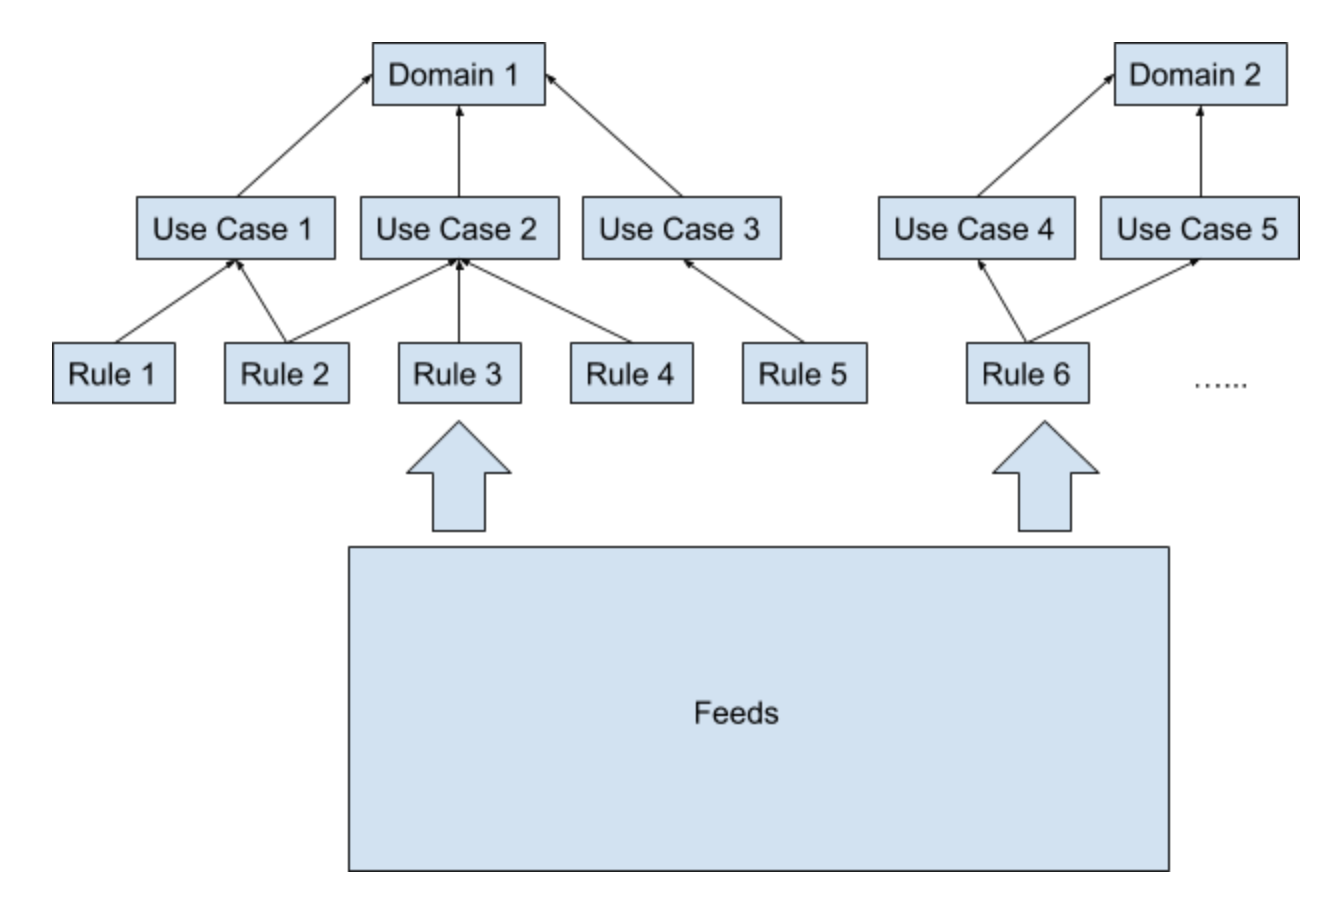 Domain 1
Domain 2
Use Case 1
Use Case 2
Use Case 3
Use Case 4
Use Case 5
Rule 1
Rule 2
Rule 3
Rule 4
Rule 5
Rule 6
…...
Feeds